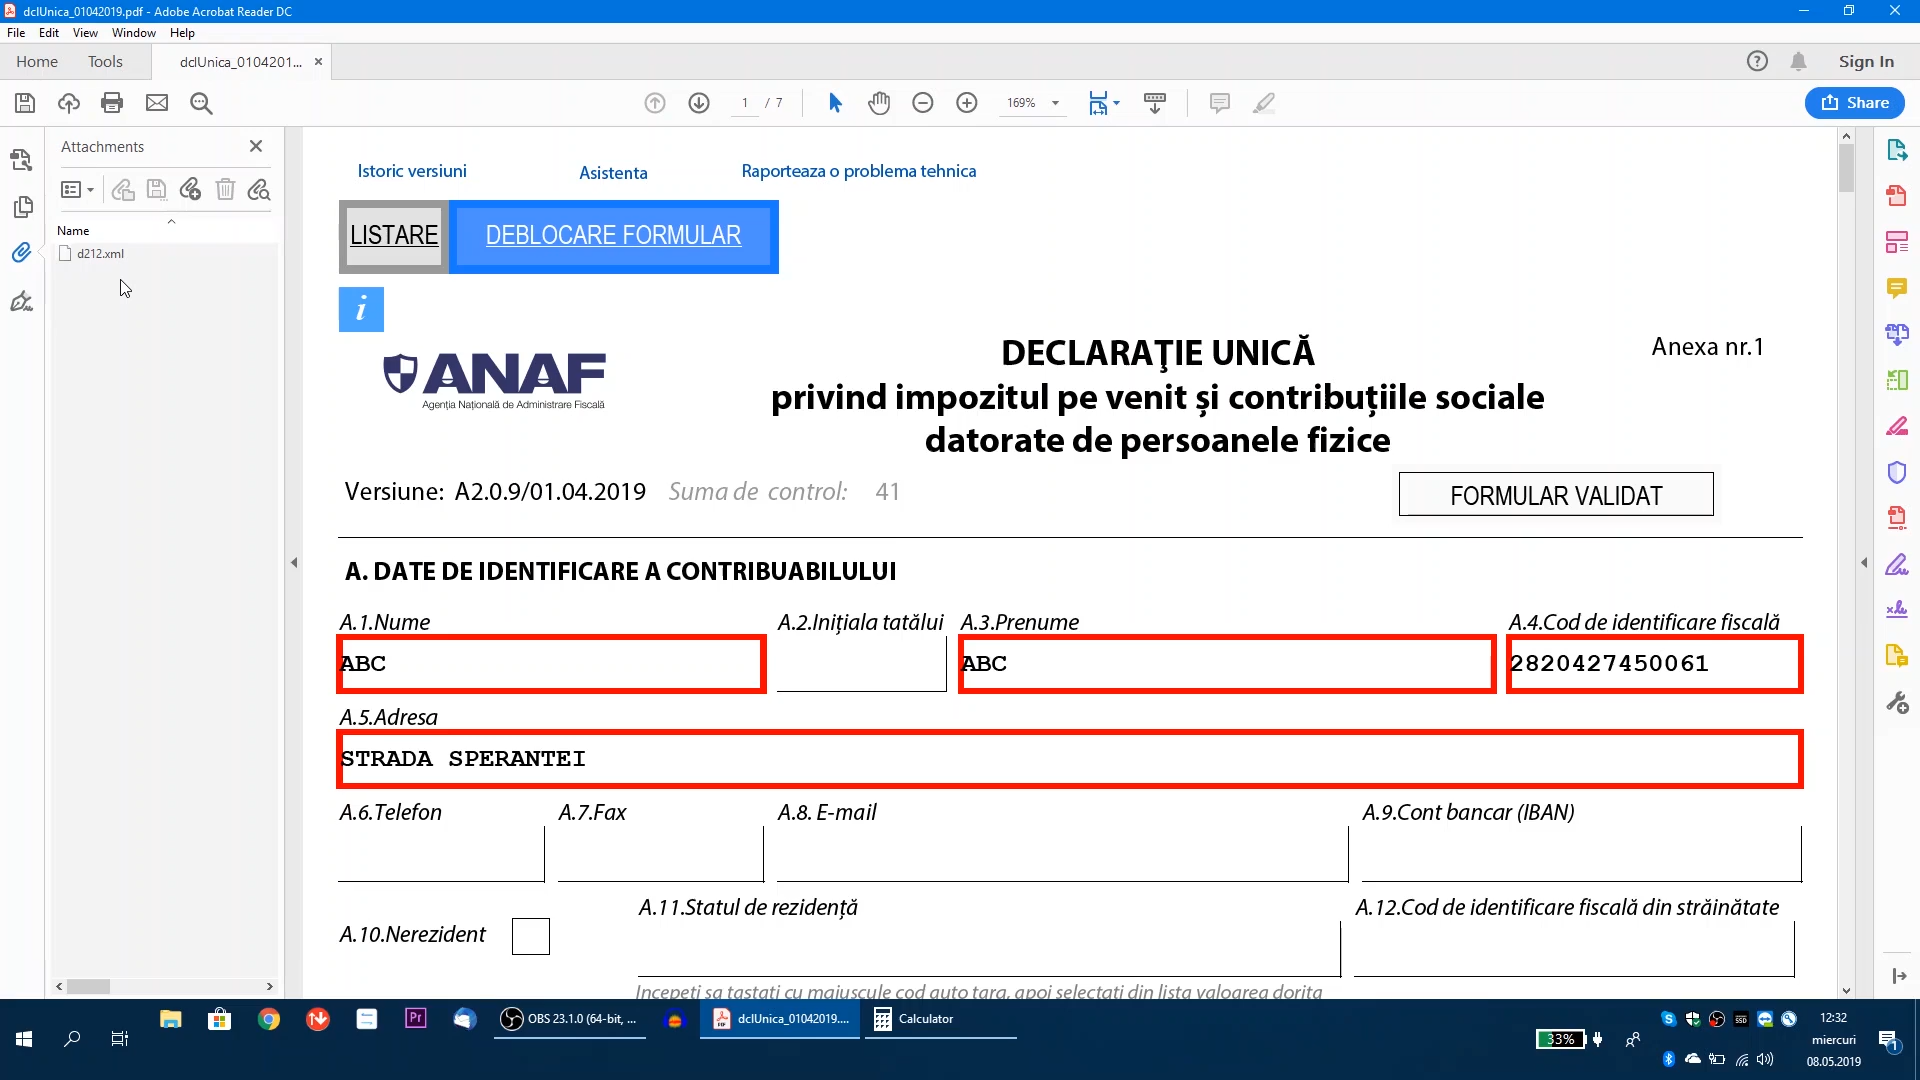 dclUnica_01042019.pdf - Adobe Acrobat Reader DC
File Edit View Window Help
Home Tools dclUnica_0104201... × Sign In
1 / 7 169% Share
Attachments
Name
d212.xml
Istoric versiuni Asistenta Raporteaza o problema tehnica
LISTARE DEBLOCARE FORMULAR
i
ANAF
Agenția Națională de Administrare Fiscală
DECLARAŢIE UNICĂ
Anexa nr.1
privind impozitul pe venit și contribuțiile sociale
datorate de persoanele fizice
Versiune: A2.0.9/01.04.2019 Suma de control: 41
FORMULAR VALIDAT
A. DATE DE IDENTIFICARE A CONTRIBUABILULUI
A.1.Nume A.2.Inițiala tatălui A.3.Prenume A.4.Cod de identificare fiscală
ABC ABC 2820427450061
A.5.Adresa
STRADA SPERANTEI
A.6.Telefon A.7.Fax A.8. E-mail A.9.Cont bancar (IBAN)
A.10.Nerezident A.11.Statul de rezidență A.12.Cod de identificare fiscală din străinătate
Incepeti sa tastati cu majuscule cod auto tara, apoi selectati din lista valoarea dorita
Pr OBS 23.1.0 (64-bit, ... dclUnica_01042019.... Calculator
33%
12:32
miercuri
08.05.2019
1